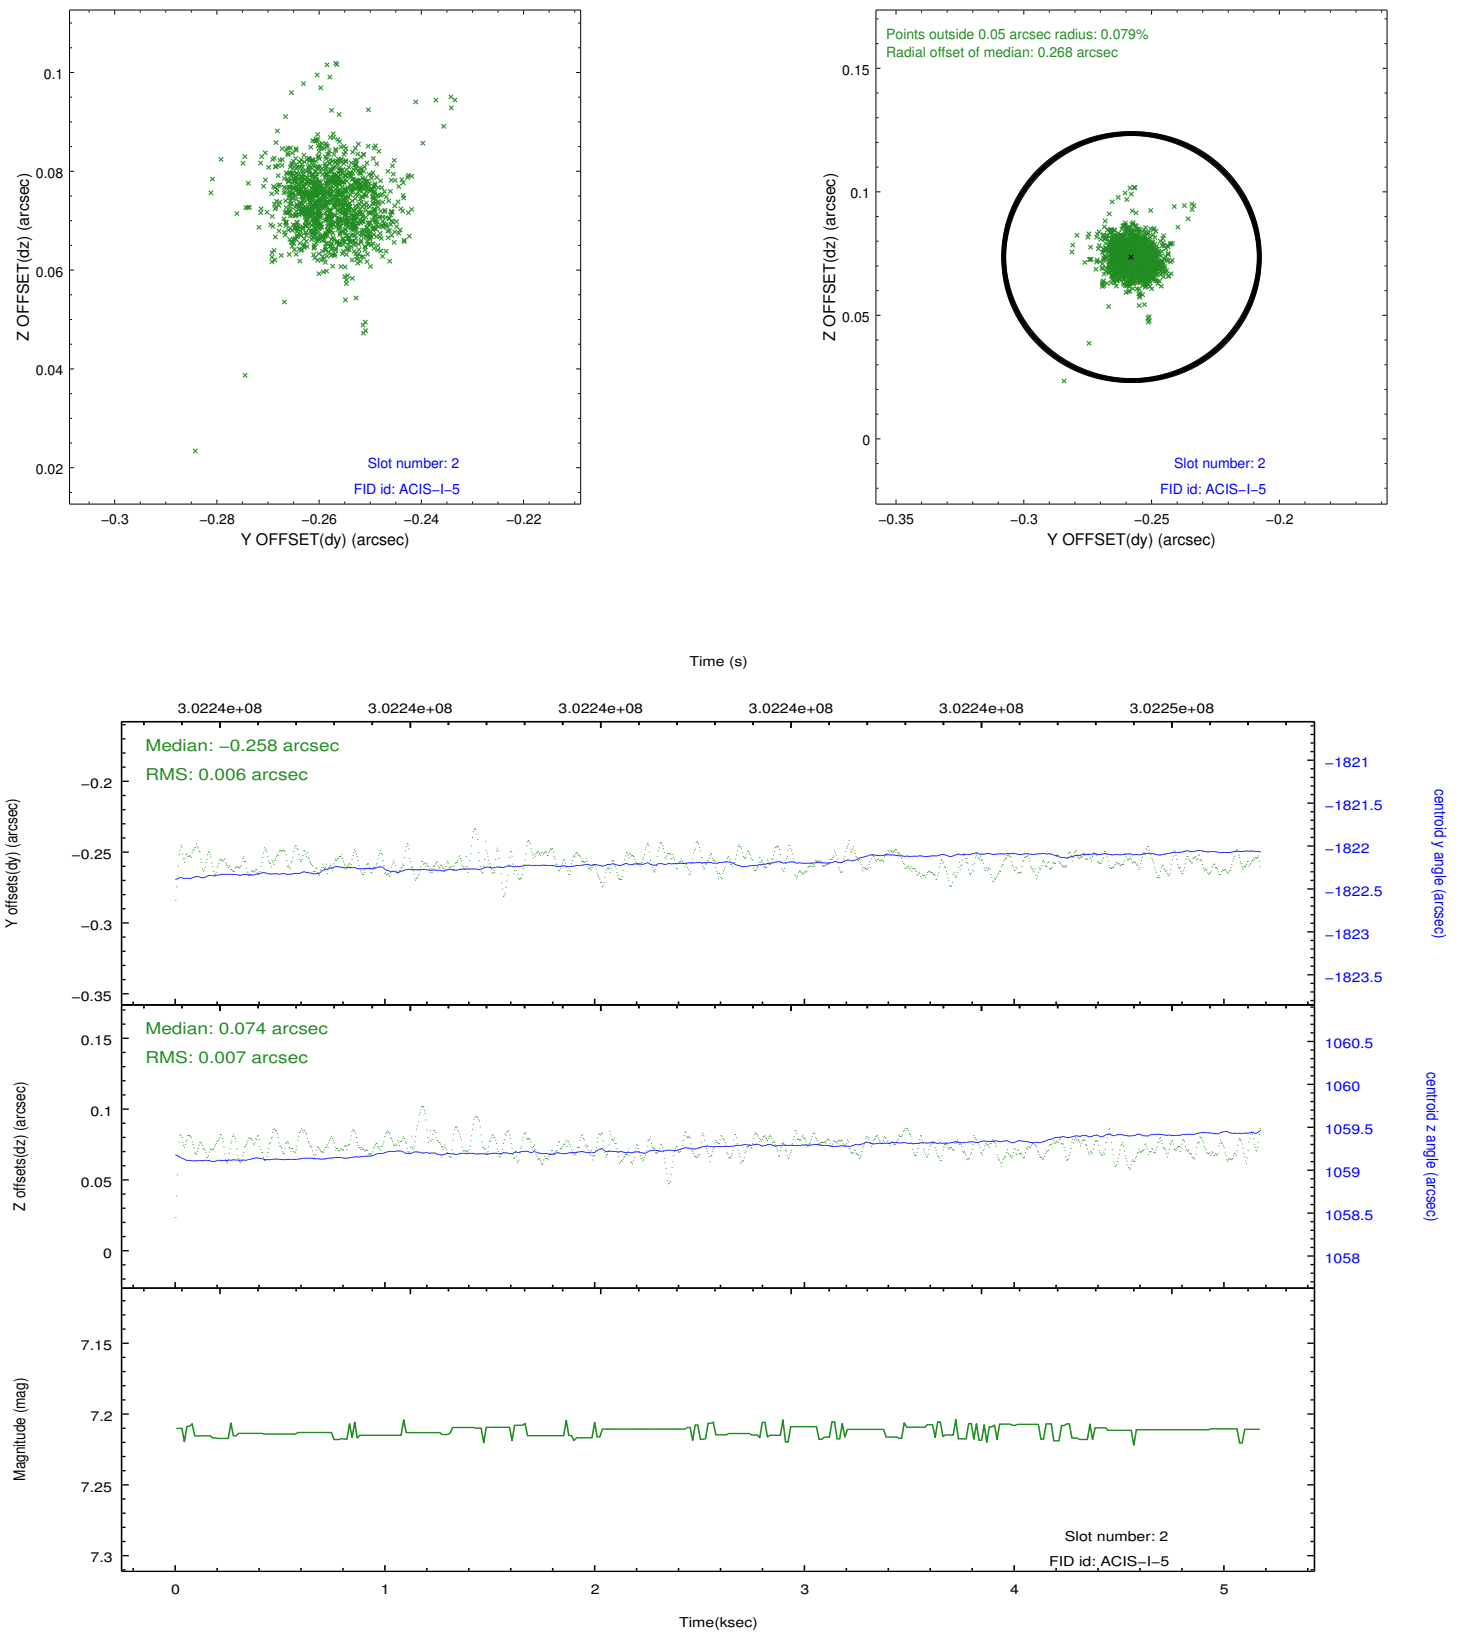 0.1
0.08
0.06
0.04
0.02
Z OFFSET(dz) (arcsec)
Slot number: 2
FID id: ACIS−I−5
−0.3
−0.28
−0.26
−0.24
−0.22
Y OFFSET(dy) (arcsec)
Points outside 0.05 arcsec radius: 0.079%
Radial offset of median: 0.268 arcsec
0.15
0.1
0.05
0
Z OFFSET(dz) (arcsec)
Slot number: 2
FID id: ACIS−I−5
−0.35
−0.3
−0.25
−0.2
Y OFFSET(dy) (arcsec)
Time (s)
3.0224e+08
3.0224e+08
3.0224e+08
3.0224e+08
3.0224e+08
3.0225e+08
Median: −0.258 arcsec
RMS: 0.006 arcsec
−0.2
−0.25
−0.3
−0.35
Y offsets(dy) (arcsec)
−1821
−1821.5
−1822
−1822.5
−1823
−1823.5
centroid y angle (arcsec)
Median: 0.074 arcsec
RMS: 0.007 arcsec
0.15
0.1
0.05
0
Z offsets(dz) (arcsec)
1060.5
1060
1059.5
1059
1058.5
1058
centroid z angle (arcsec)
7.15
7.2
7.25
7.3
Magnitude (mag)
Slot number: 2
FID id: ACIS−I−5
0
1
2
3
4
5
Time(ksec)